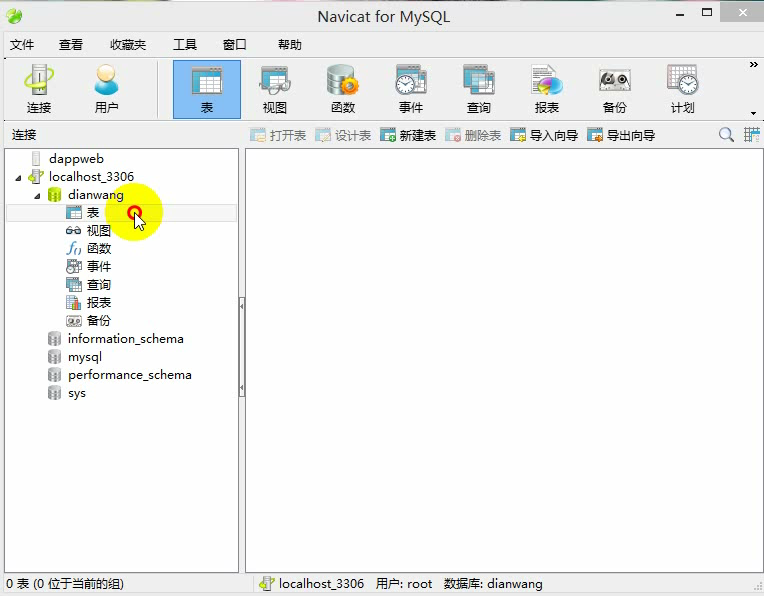 Navicat for MySQL
文件 查看 收藏夹 工具 窗口 帮助
连接 用户 表 视图 函数 事件 查询 报表 备份 计划
连接 打开表 设计表 新建表 删除表 导入向导 导出向导
dappweb
localhost_3306
dianwang
表
视图
函数
事件
查询
报表
备份
information_schema
mysql
performance_schema
sys
0 表 (0 位于当前的组) localhost_3306 用户: root 数据库: dianwang